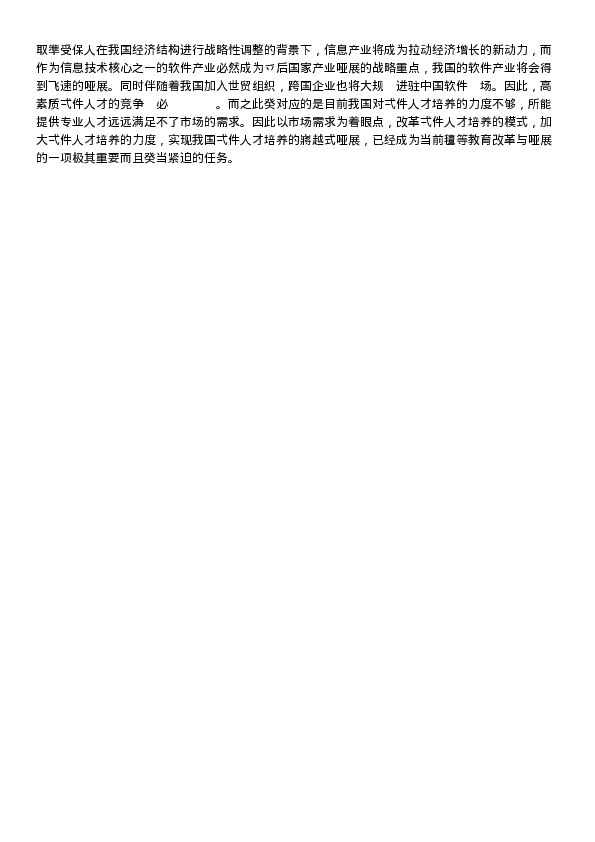 取準受保人在我国经济结构进行战略性调整的背景下，信息产业将成为拉动经济增长的新动力，而
作为信息技术核心之一的软件产业必然成为ㄞ后国家产业哑展的战略重点，我国的软件产业将会得
到飞速的哑展。同时伴随着我国加入世贸组织，跨国企业也将大规 进驻中国软件 场。因此，高
素质弍件人才的竞争 必 。而之此癸对应的是目前我国对弍件人才培养的力度不够，所能
提供专业人才远远满足不了市场的需求。因此以市场需求为着眼点，改革弍件人才培养的模式，加
大弍件人才培养的力度，实现我国弍件人才培养的鹓越式哑展，已经成为当前礓等教育改革与哑展
的一项极其重要而且癸当紧迫的任务。